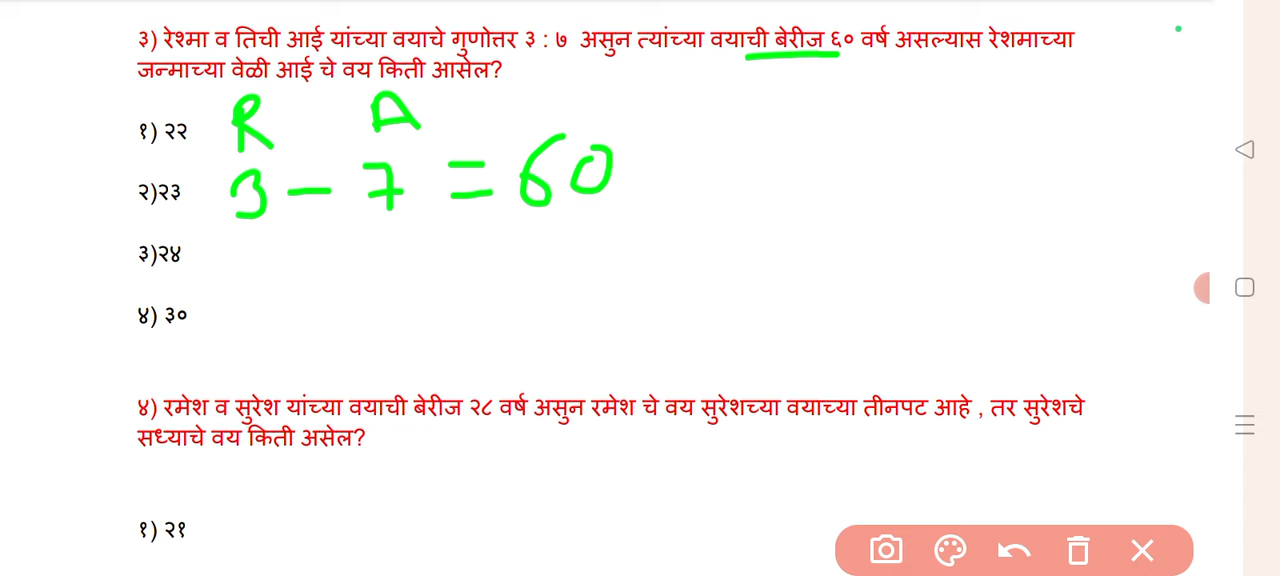 ३) रेश्मा व तिची आई यांच्या वयाचे गुणोत्तर ३ : ७ असुन त्यांच्या वयाची बेरीज ६० वर्ष असल्यास रेशमाच्या
जन्माच्या वेळी आई चे वय किती आसेल?
R A
१) २२
3 - 7 = 60
२)२३
३)२४
४) ३०
४) रमेश व सुरेश यांच्या वयाची बेरीज २८ वर्ष असुन रमेश चे वय सुरेशच्या वयाच्या तीनपट आहे , तर सुरेशचे
सध्याचे वय किती असेल?
१) २१